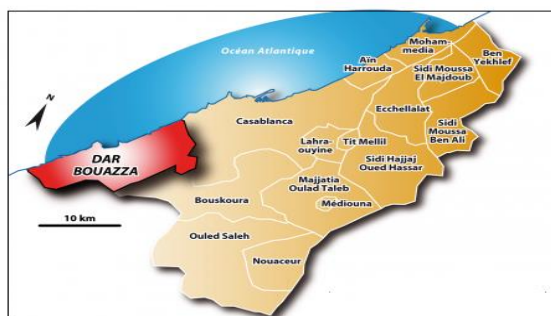 Océan Atlantique
Moham-
media
Ben
Yekhlef
Aïn
Harrouda
Sidi Moussa
El Majdoub
Ecchellalat
Casablanca
Sidi
Moussa
Ben Ali
Lahra-
ouyine
Tit Mellil
Sidi Hajjaj
Oued Hassar
DAR
BOUAZZA
Majjatia
Oulad Taleb
Bouskoura
Médiouna
Ouled Saleh
Nouaceur
N
10 km